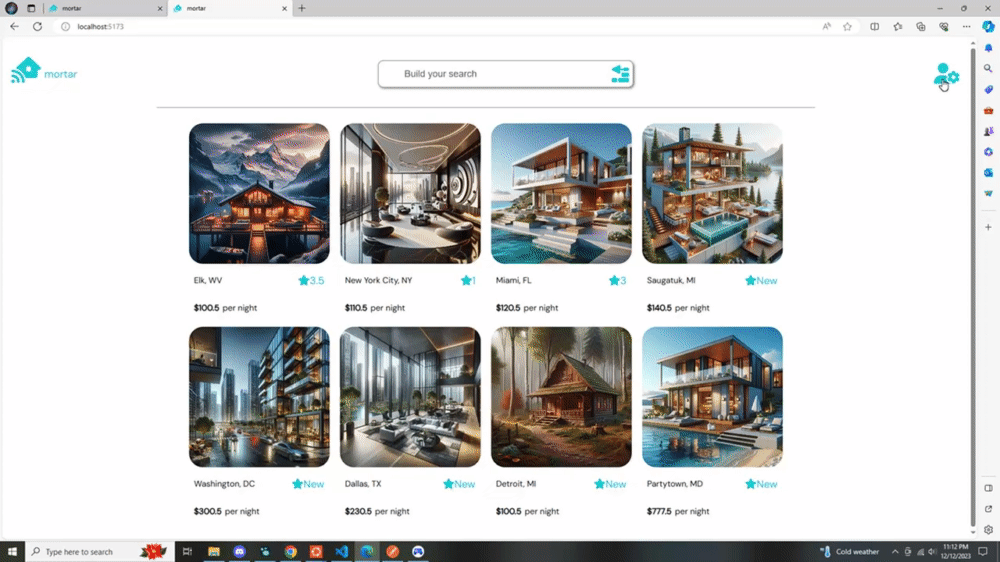 mortar
mortar
localhost:5173
mortar
Build your search
Elk, WV
3.5
New York City, NY
1
Miami, FL
3
Saugatuk, MI
New
$100.5 per night
$110.5 per night
$120.5 per night
$140.5 per night
Washington, DC
New
Dallas, TX
New
Detroit, MI
New
Partytown, MD
New
$300.5 per night
$230.5 per night
$100.5 per night
$777.5 per night
Type here to search
Cold weather
11:12 PM
12/12/2023